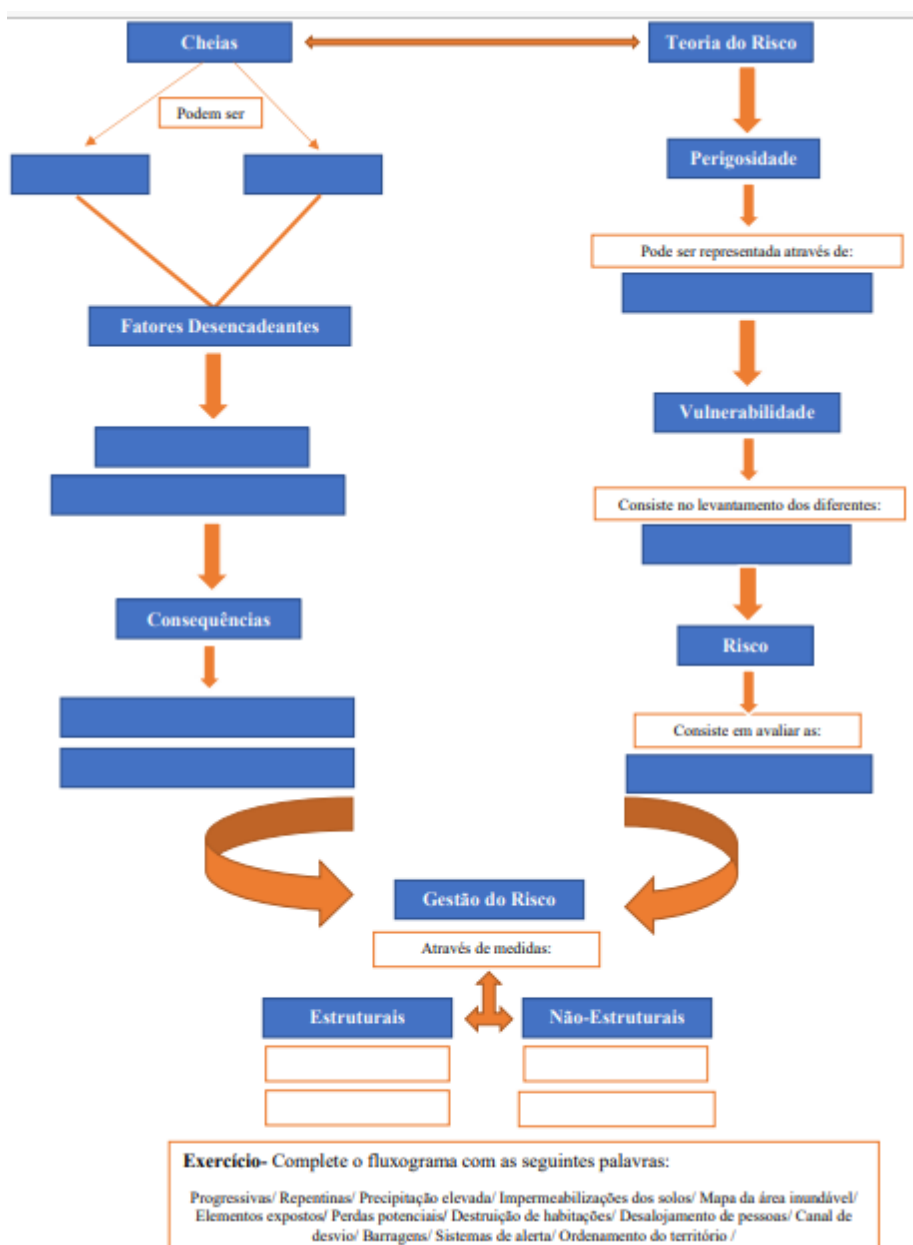 Cheias
Teoria do Risco
Podem ser
Perigosidade
Pode ser representada através de:
Fatores Desencadeantes
Vulnerabilidade
Consiste no levantamento dos diferentes:
Consequências
Risco
Consiste em avaliar as:
Gestão do Risco
Através de medidas:
Estruturais
Não-Estruturais
Exercício- Complete o fluxograma com as seguintes palavras:
Progressivas/ Repentinas/ Precipitação elevada/ Impermeabilizações dos solos/ Mapa da área inundável/
Elementos expostos/ Perdas potenciais/ Destruição de habitações/ Desalojamento de pessoas/ Canal de
desvio/ Barragens/ Sistemas de alerta/ Ordenamento do território /